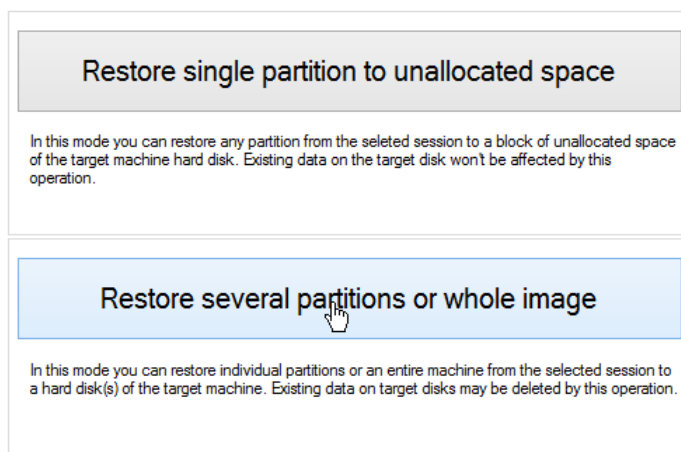 Restore single partition to unallocated space
In this mode you can restore any partition from the seleted session to a block of unallocated space
of the target machine hard disk. Existing data on the target disk won't be affected by this
operation.
Restore several partitions or whole image
In this mode you can restore individual partitions or an entire machine from the selected session to
a hard disk(s) of the target machine. Existing data on target disks may be deleted by this operation.